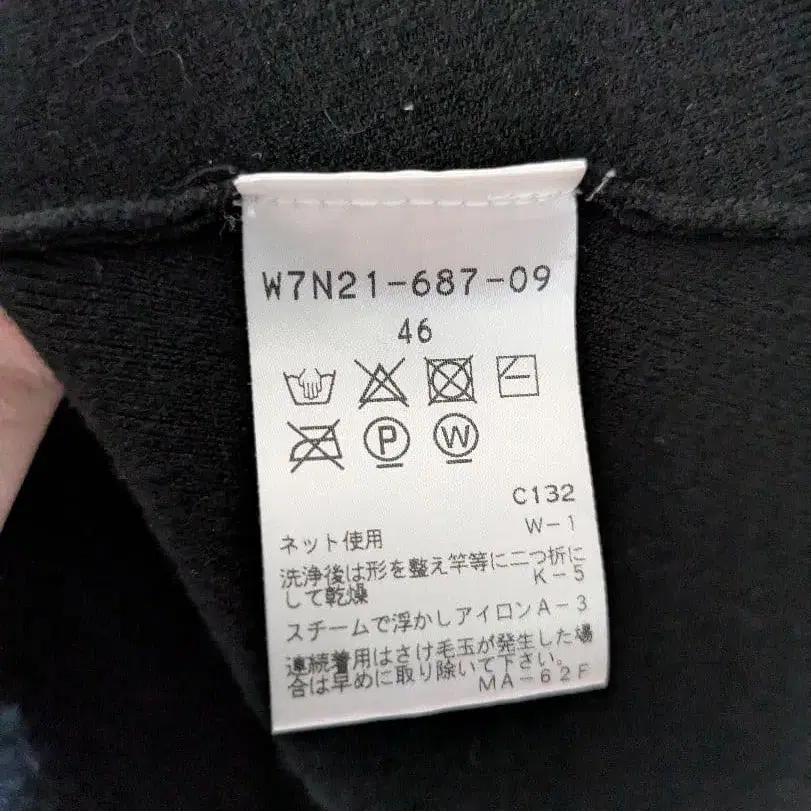 W7N21-687-09
46
P W
C132
W-1
ネット使用
洗浄後は形を整え竿等に二つ折に
K-5
して乾燥
スチームで浮かしアイロンA-3
連続着用はさけ毛玉が発生した場
合は早めに取り除いて下さい。
MA-62F